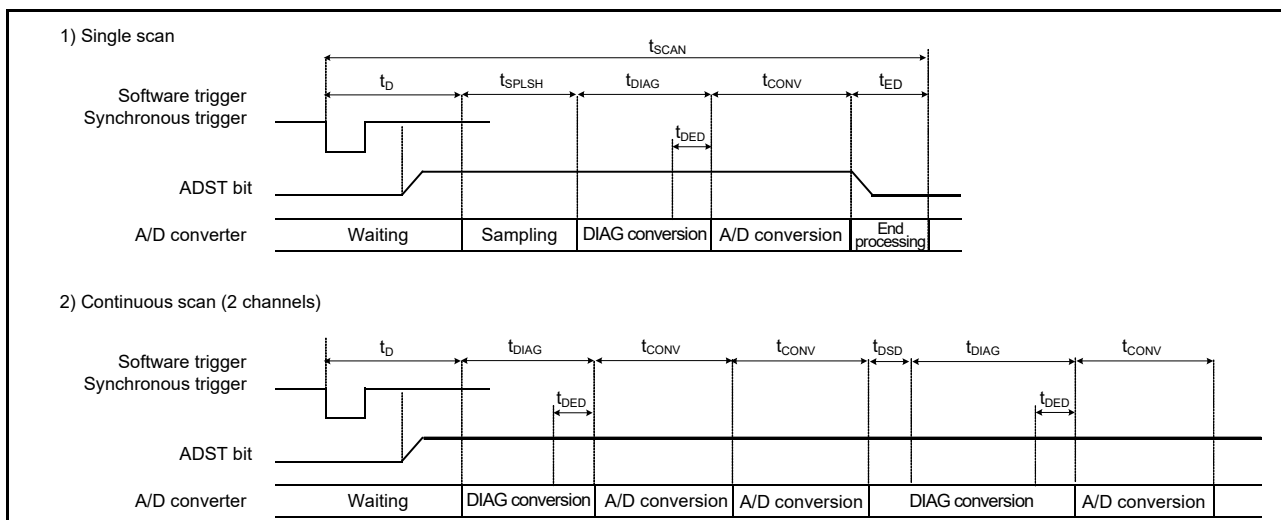 1) Single scan
tSCAN
tD tSPLSH tDIAG tCONV tED
Software trigger
Synchronous trigger
tDED
ADST bit
A/D converter Waiting Sampling DIAG conversion A/D conversion End processing
2) Continuous scan (2 channels)
tD tDIAG tCONV tCONV tDSD tDIAG tCONV
Software trigger
Synchronous trigger
tDED tDED
ADST bit
A/D converter Waiting DIAG conversion A/D conversion A/D conversion DIAG conversion A/D conversion